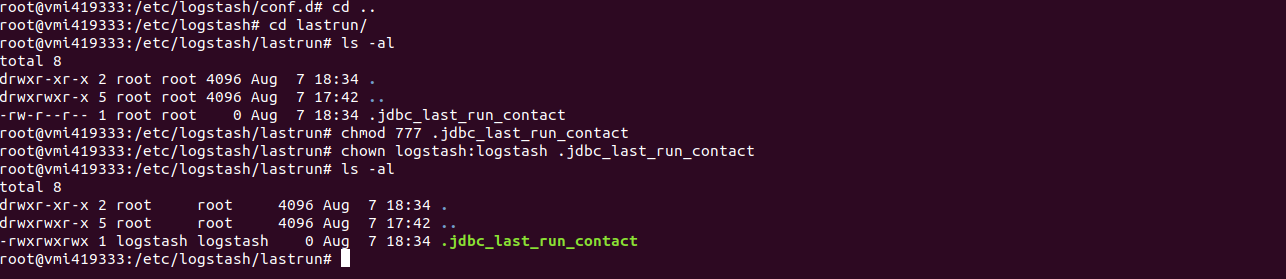 root@vmi419333:/etc/logstash/conf.d# cd ..
root@vmi419333:/etc/logstash# cd lastrun/
root@vmi419333:/etc/logstash/lastrun# ls -al
total 8
drwxr-xr-x 2 root root 4096 Aug  7 18:34 .
drwxrwxr-x 5 root root 4096 Aug  7 17:42 ..
-rw-r--r-- 1 root root    0 Aug  7 18:34 .jdbc_last_run_contact
root@vmi419333:/etc/logstash/lastrun# chmod 777 .jdbc_last_run_contact
root@vmi419333:/etc/logstash/lastrun# chown logstash:logstash .jdbc_last_run_contact
root@vmi419333:/etc/logstash/lastrun# ls -al
total 8
drwxr-xr-x 2 root     root     4096 Aug  7 18:34 .
drwxrwxr-x 5 root     root     4096 Aug  7 17:42 ..
-rwxrwxrwx 1 logstash logstash    0 Aug  7 18:34 .jdbc_last_run_contact
root@vmi419333:/etc/logstash/lastrun#